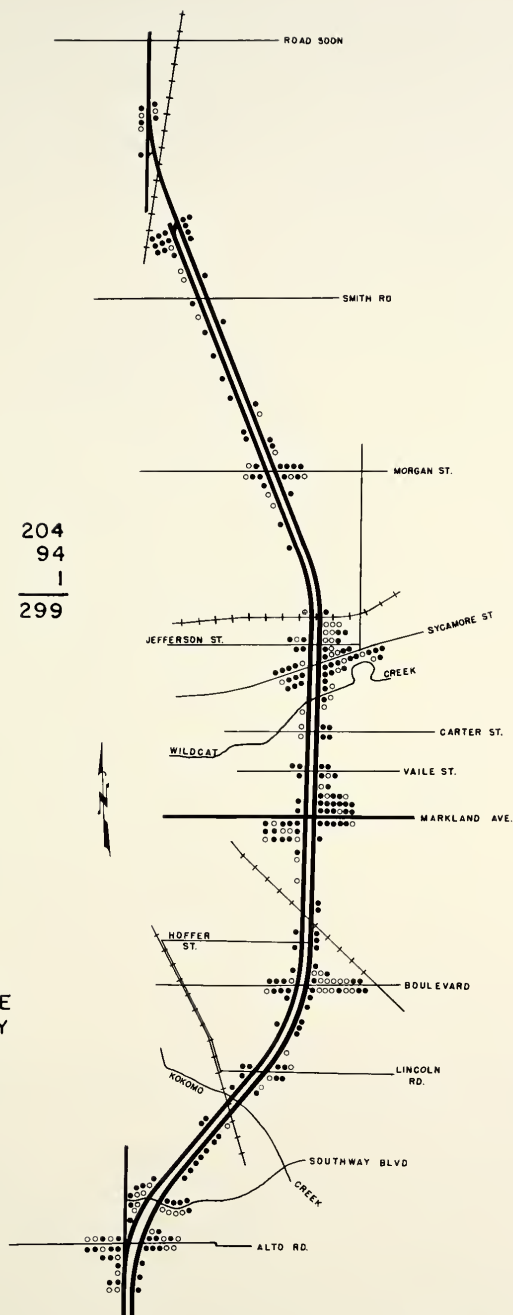 ROAD SOON
SMITH RD
MORGAN ST.
204
94
1
299
JEFFERSON ST.
SYCAMORE ST
CREEK
CARTER ST.
WILDCAT
VAILE ST.
N
MARKLAND AVE.
HOFFER
ST.
BOULEVARD
E
Y
LINCOLN
RD.
KOKOMO
SOUTHWAY BLVD
CREEK
ALTO RD.